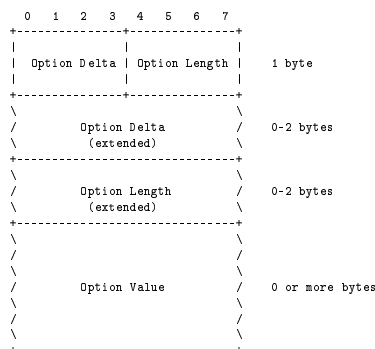 0 1 2 3 4 5 6 7
+---------------+---------------+
| | |
| Option Delta | Option Length | 1 byte
| | |
+---------------+---------------+
\ \
/ Option Delta / 0-2 bytes
\ (extended) \
+-------------------------------+
\ \
/ Option Length / 0-2 bytes
\ (extended) \
+-------------------------------+
\ \
/ /
\ \
/ /
\ Option Value \ 0 or more bytes
/ /
\ \
/ /
\ \